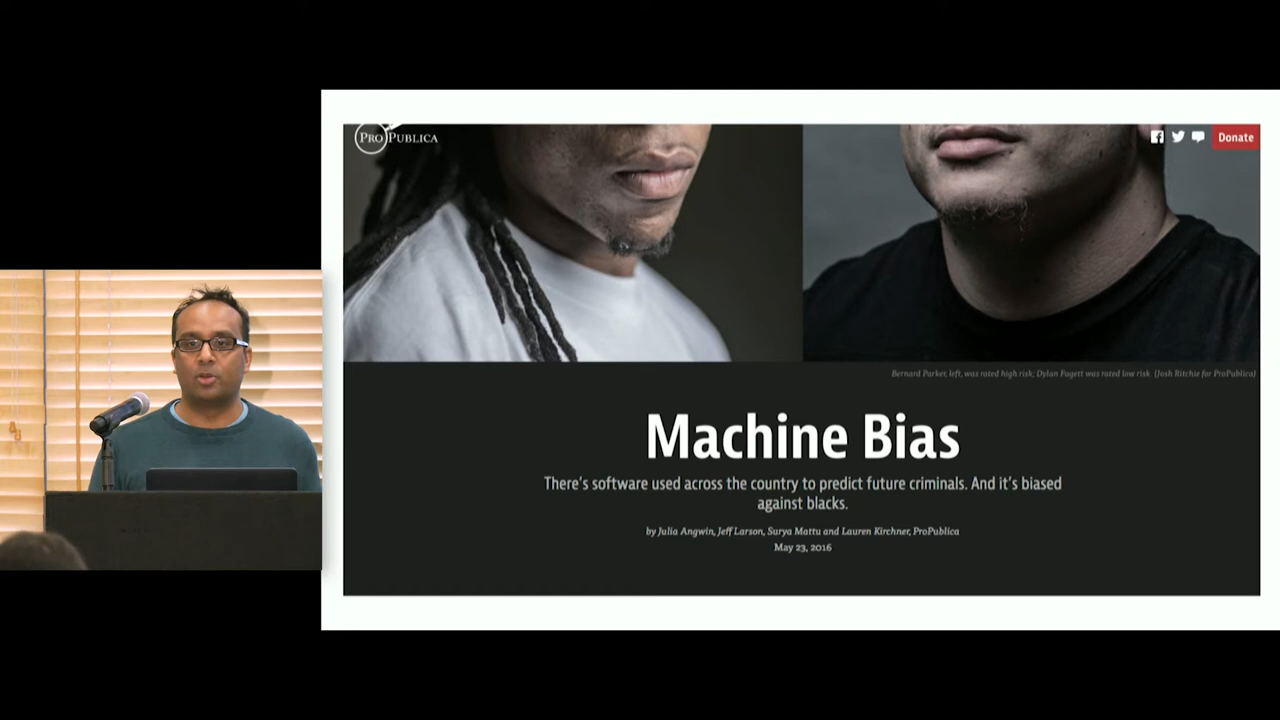 PROPUBLICA
Donate
Bernard Parker, left, was rated high risk; Dylan Fugett was rated low risk. (Josh Ritchie for ProPublica)
Machine Bias
There's software used across the country to predict future criminals. And it's biased
against blacks.
by Julia Angwin, Jeff Larson, Surya Mattu and Lauren Kirchner, ProPublica
May 23, 2016